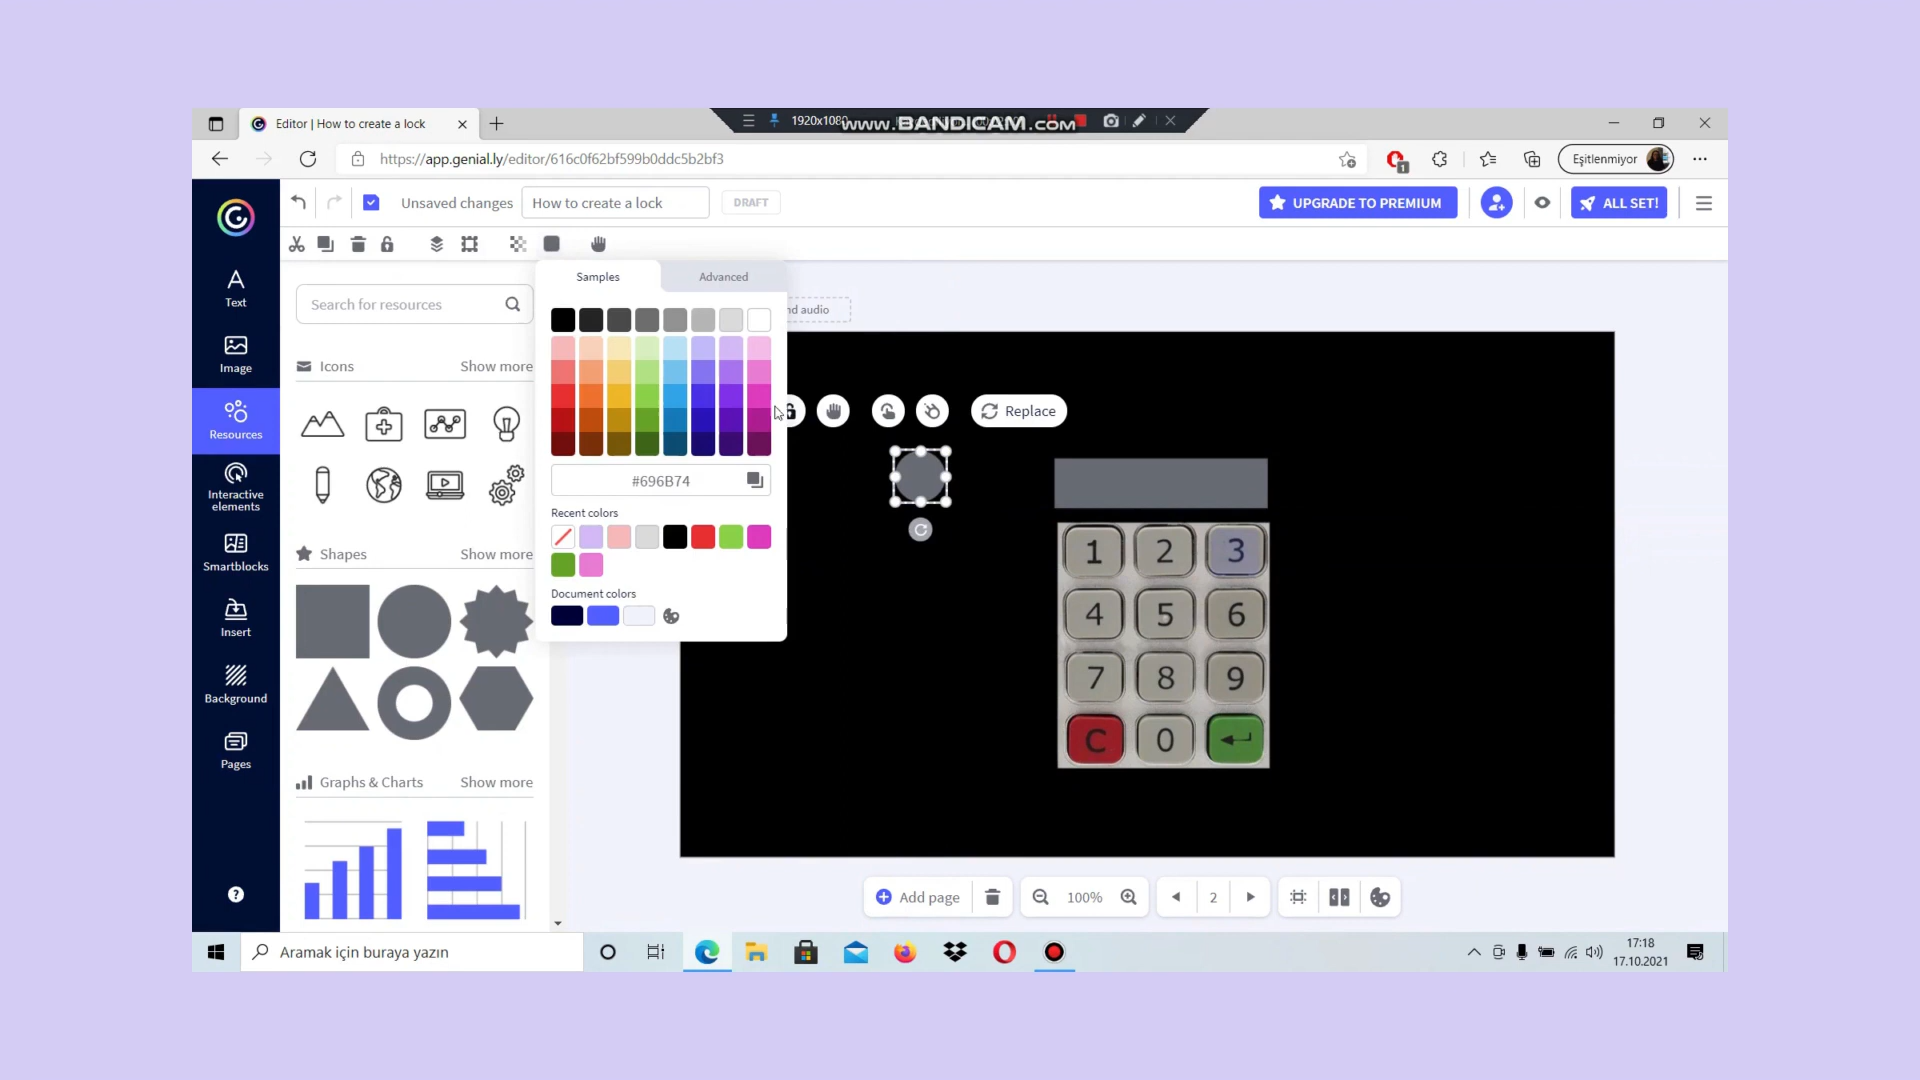 Editor | How to create a lock
1920x1080
www.BANDICAM.com
https://app.genial.ly/editor/616c0f62bf599b0ddc5b2bf3
1
Eşitlenmiyor
Unsaved changes
How to create a lock
DRAFT
UPGRADE TO PREMIUM
ALL SET!
Samples
Advanced
Text
Search for resources
nd audio
Image
Icons
Show more
Resources
Replace
#696B74
Interactive
elements
Recent colors
1 2 3
Smartblocks
Shapes
Show more
Document colors
4 5 6
Insert
7 8 9
Background
C 0
Pages
Graphs & Charts
Show more
Add page
100%
2
Aramak için buraya yazın
17:18
17.10.2021